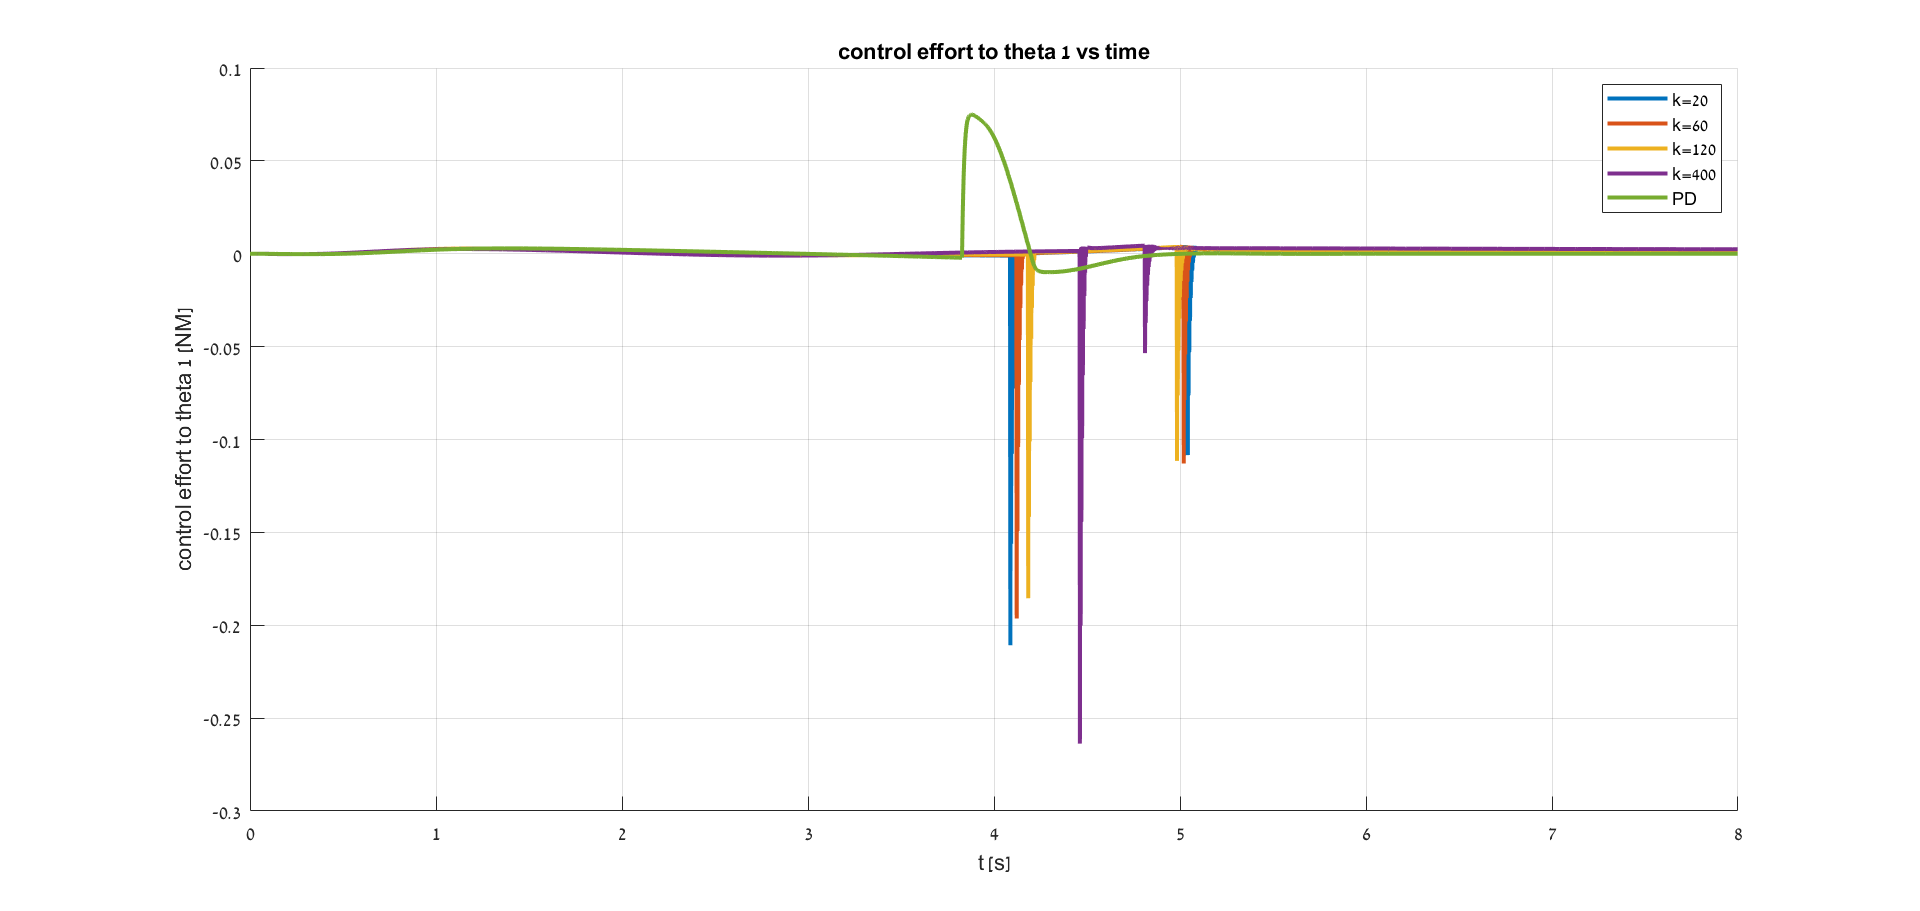 control effort to theta 1 vs time
0.1
0.05
0
-0.05
-0.1
-0.15
-0.2
-0.25
-0.3
control effort to theta 1 [NM]
k=20
k=60
k=120
k=400
PD
0 1 2 3 4 5 6 7 8
t [s]